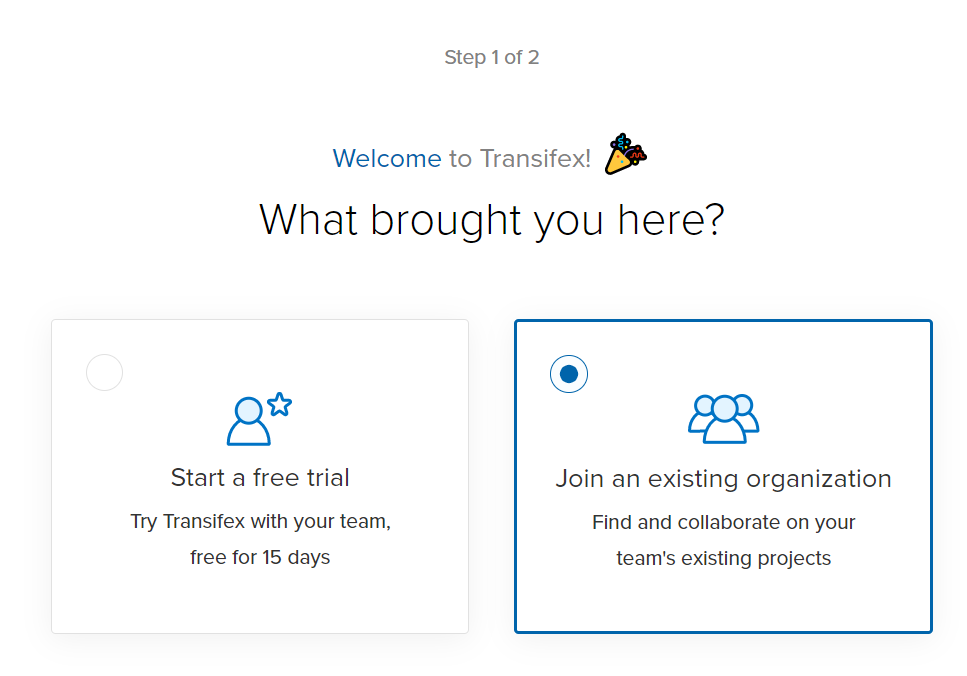 Step 1 of 2
Welcome to Transifex!
What brought you here?
Start a free trial
Try Transifex with your team,
free for 15 days
Join an existing organization
Find and collaborate on your
team's existing projects